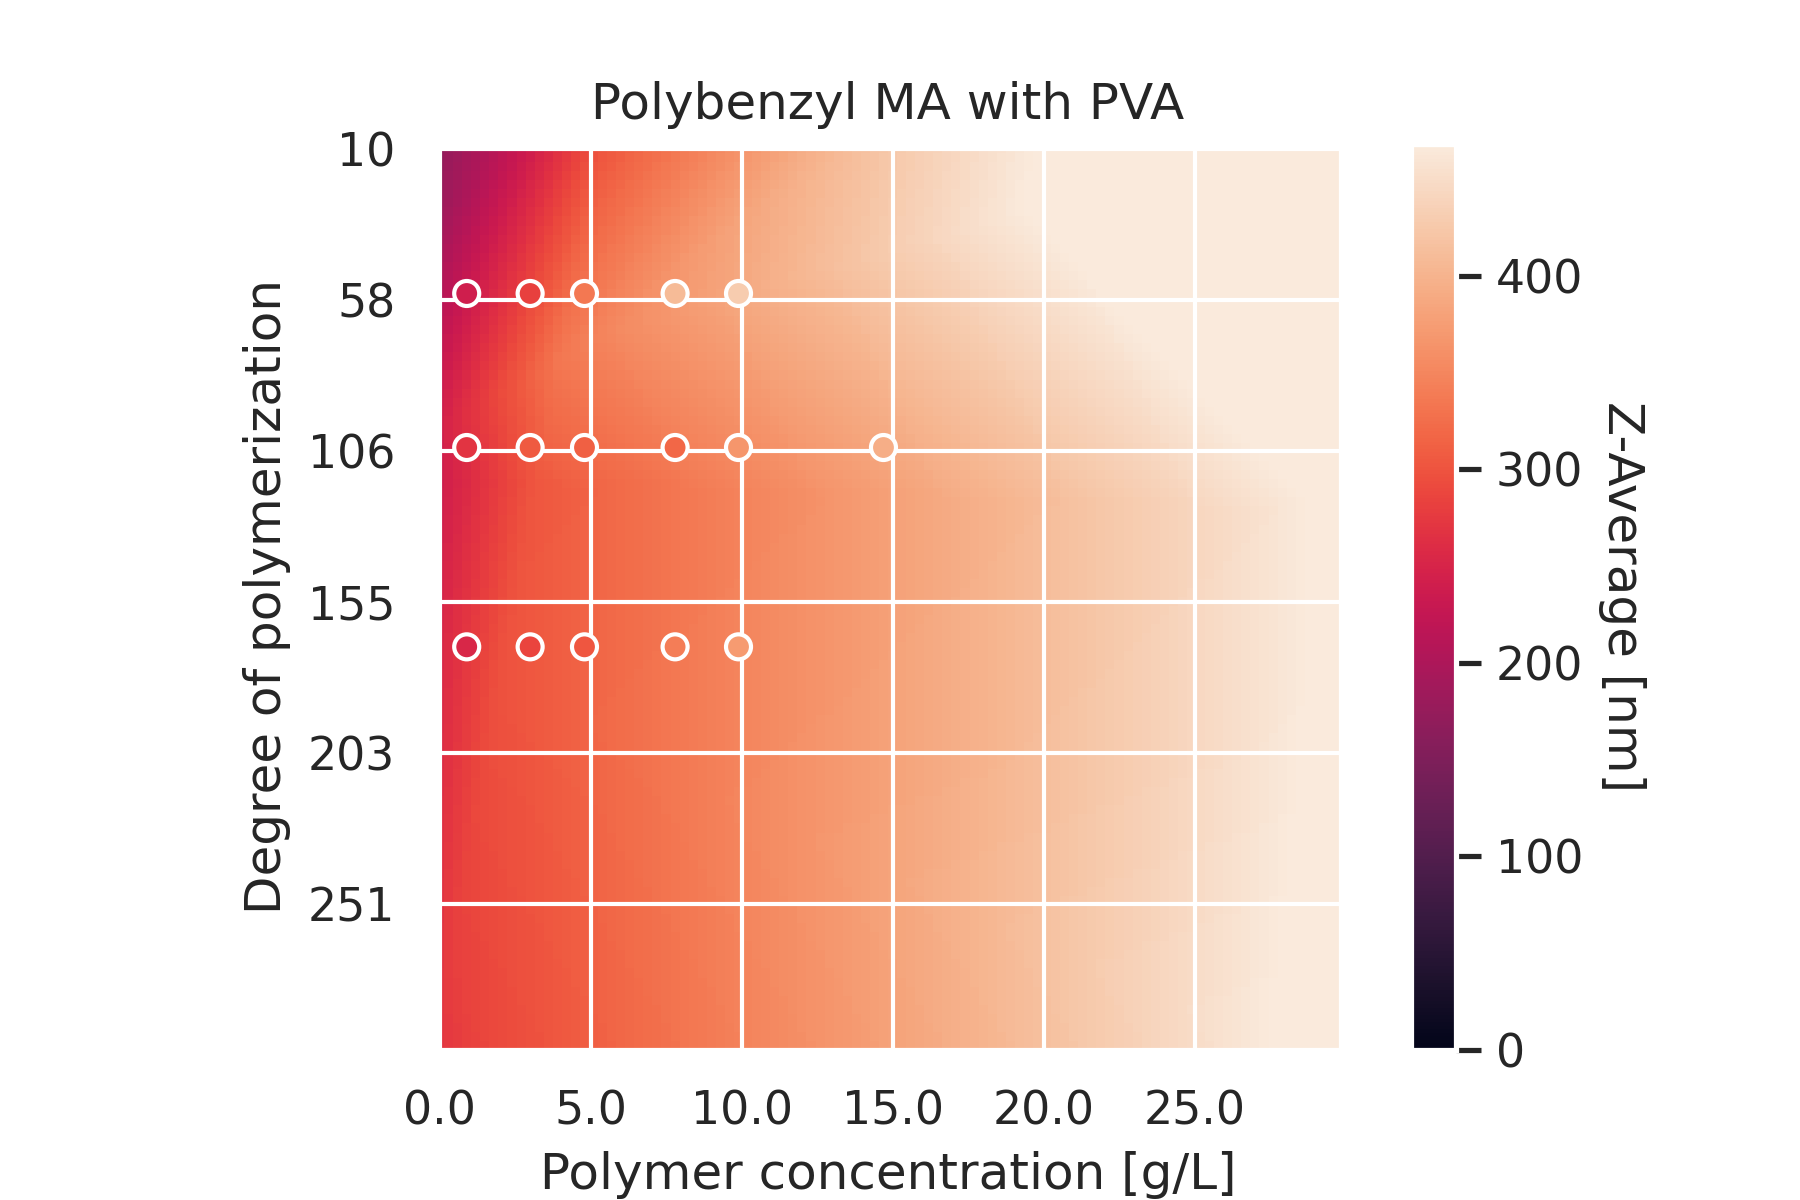 Polybenzyl MA with PVA
10
58
106
155
203
251
Degree of polymerization
0.0 5.0 10.0 15.0 20.0 25.0
Polymer concentration [g/L]
400
300
200
100
0
Z-Average [nm]